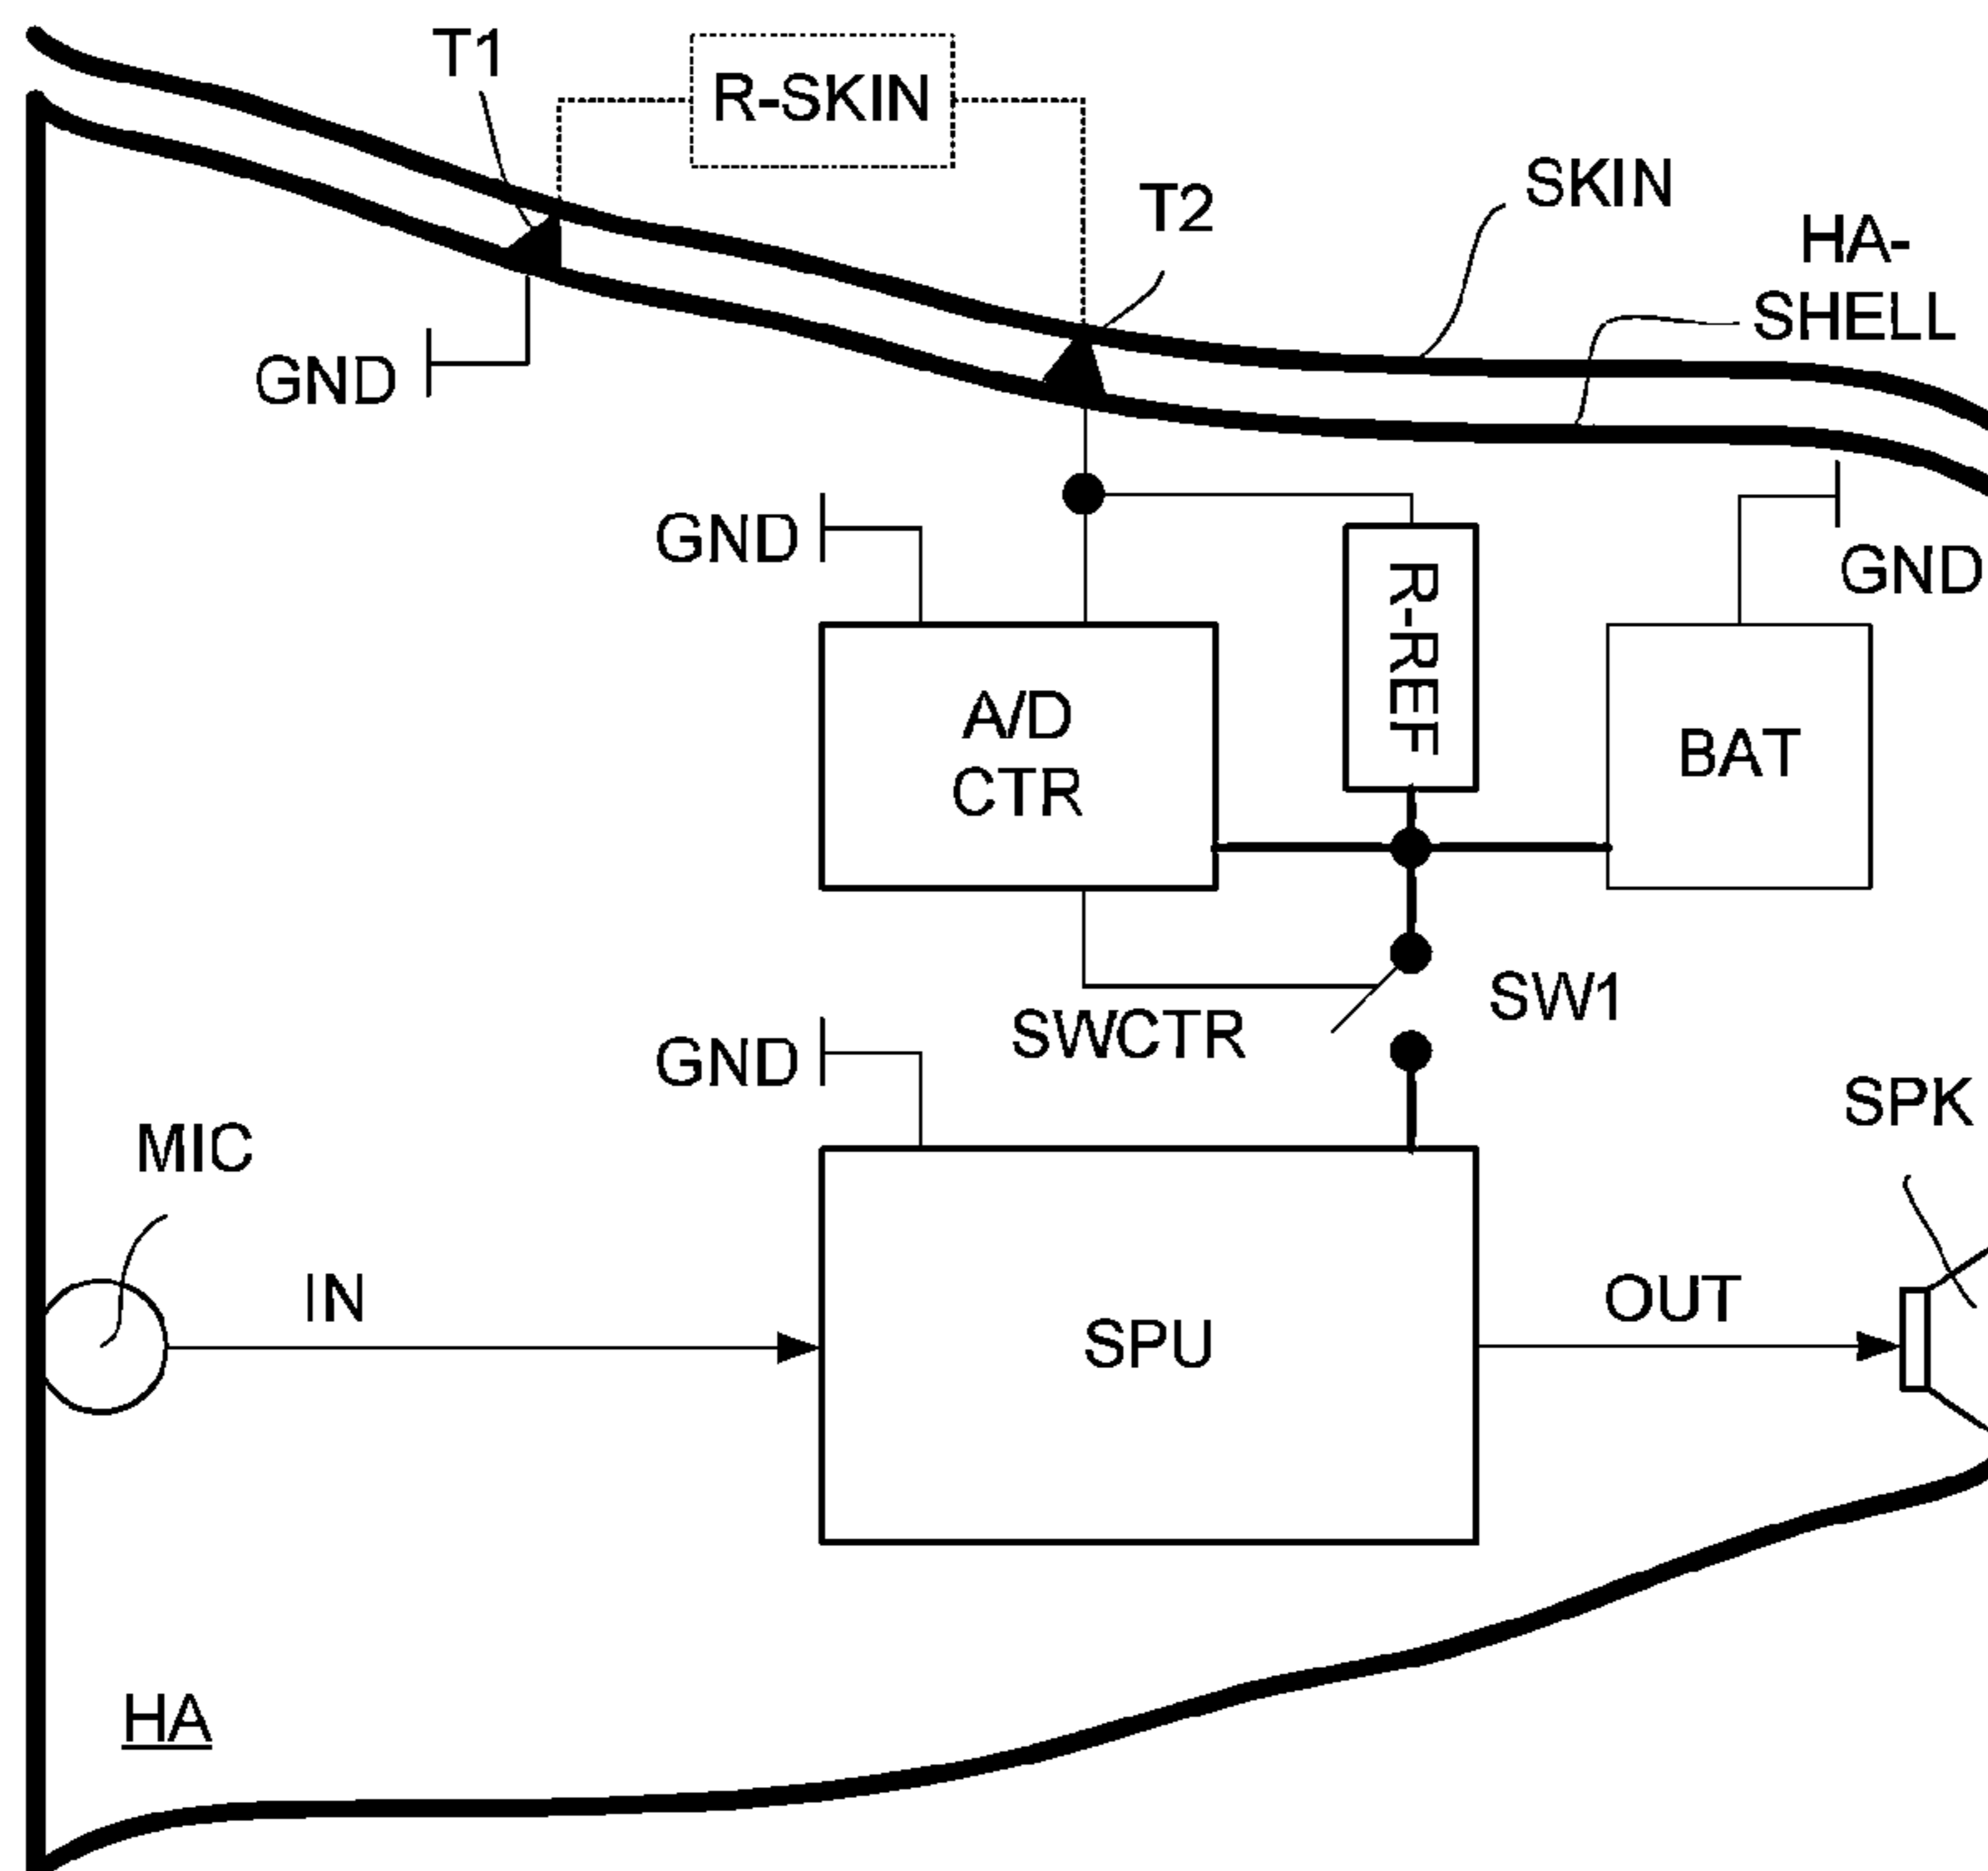 T1
R-SKIN
SKIN
T2
HA-
SHELL
GND
GND
GND
R-REF
A/D
CTR
BAT
SW1
SWCTR
GND
SPK
MIC
IN
OUT
SPU
HA